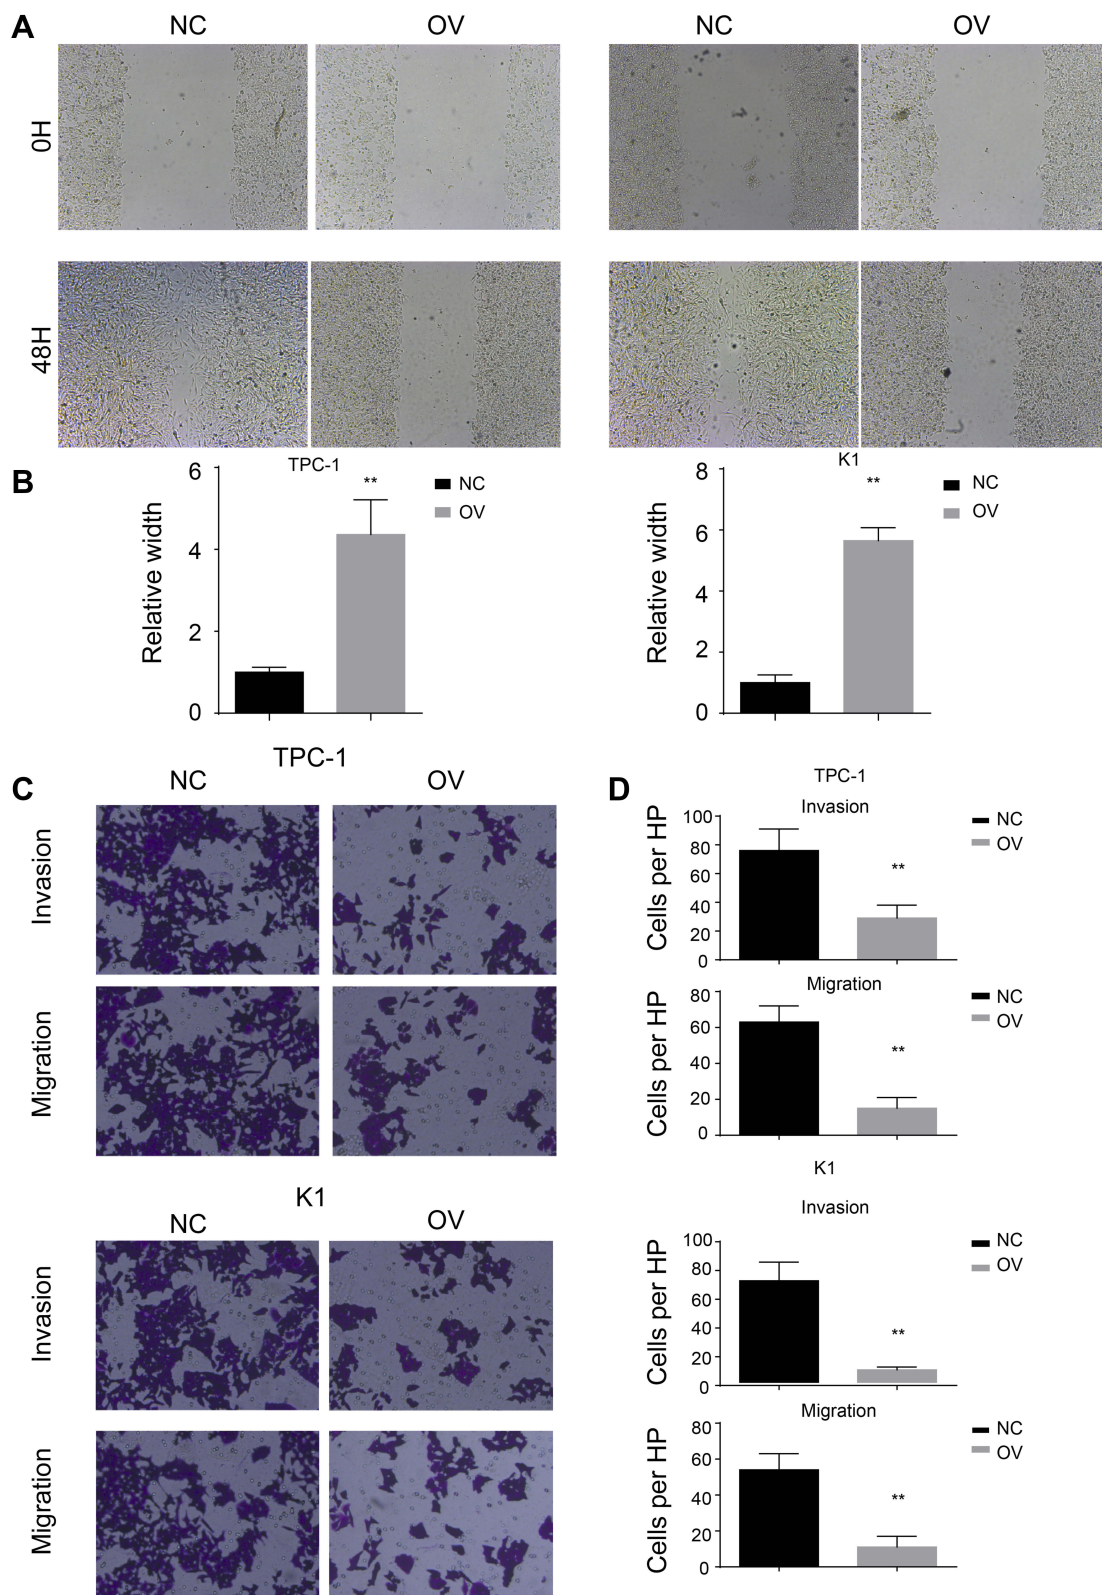 A
NC
OV
NC
OV
0H
48H
B
TPC-1
Relative width
6
4
2
0
**
NC
OV
K1
Relative width
8
6
4
2
0
**
NC
OV
C
TPC-1
NC
OV
Invasion
Migration
K1
NC
OV
Invasion
Migration
D
TPC-1
Invasion
Cells per HP
100
80
60
40
20
0
**
NC
OV
Migration
Cells per HP
80
60
40
20
0
**
NC
OV
K1
Invasion
Cells per HP
100
80
60
40
20
0
**
NC
OV
Migration
Cells per HP
80
60
40
20
0
**
NC
OV